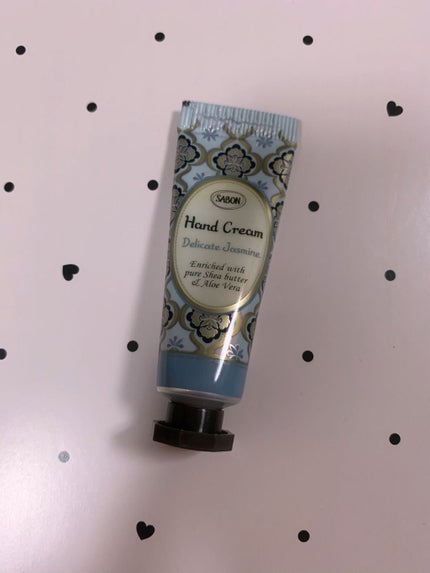 SABON
Hand Cream
Delicate Jasmine
Enriched with
pure Shea butter
& Aloe Vera